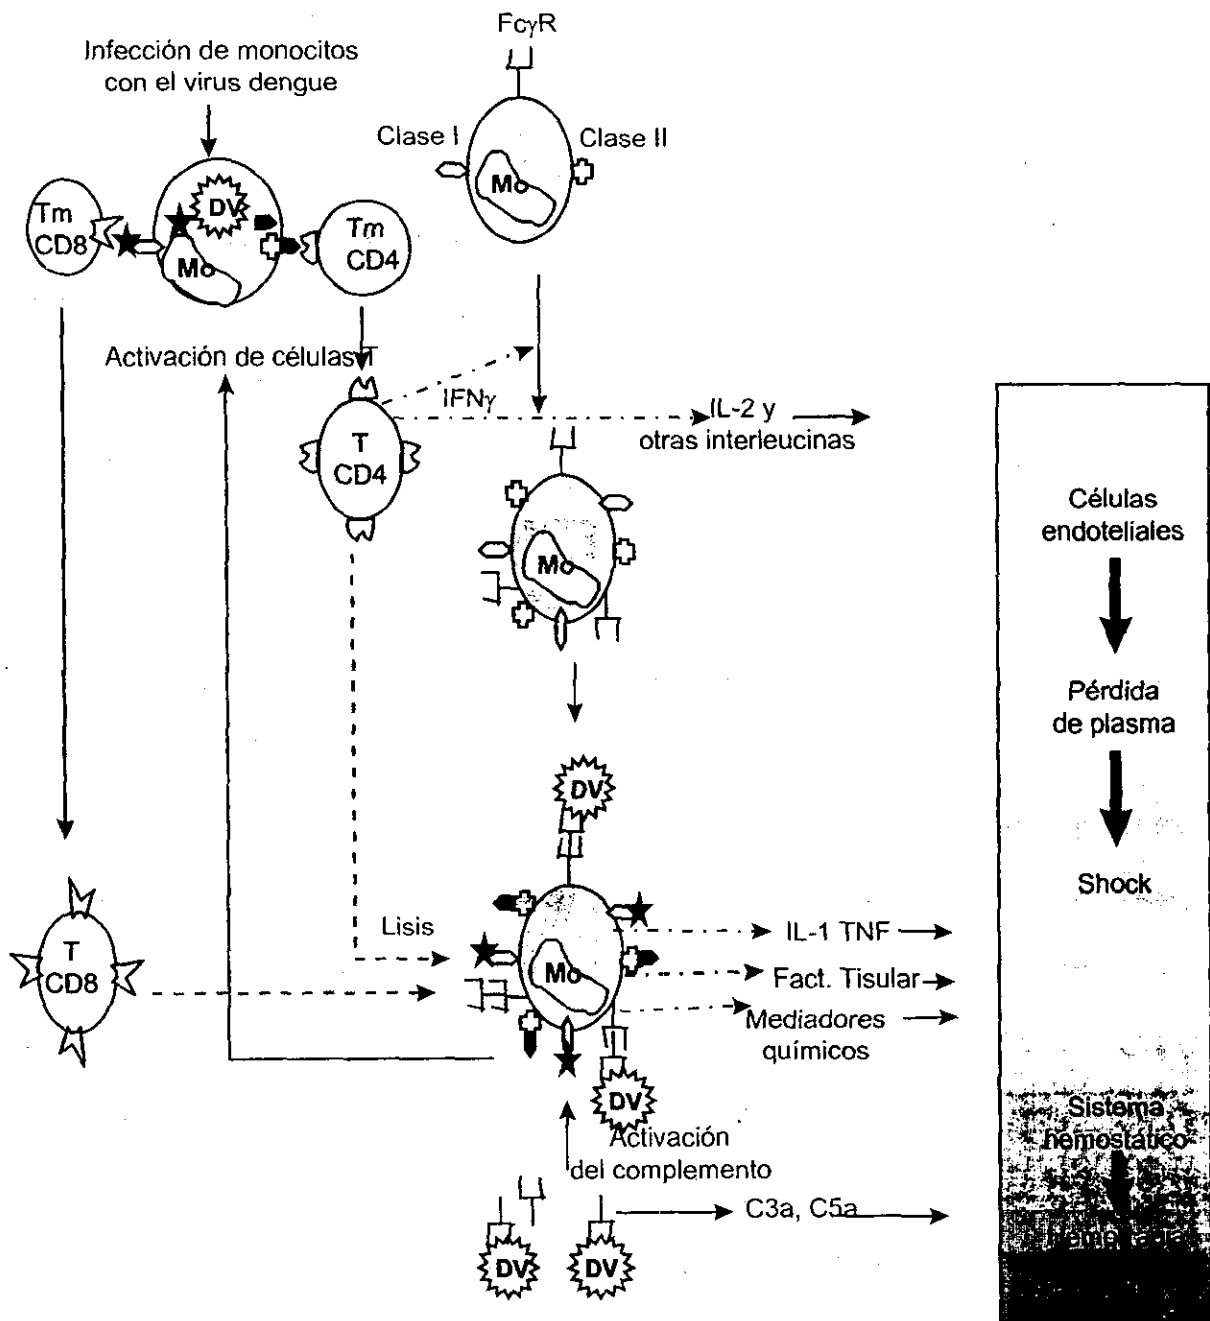 FcγR
Infección de monocitos
con el virus dengue
Clase I
Clase II
Mo
Tm
CD8
DV
Mo
Tm
CD4
Activación de células T
IFNγ
IL-2 y
otras interleucinas
T
CD4
Mo
Células
endoteliales
Pérdida
de plasma
Shock
DV
Lisis
T
CD8
Mo
IL-1 TNF
Fact. Tisular
Mediadores
químicos
DV
Sistema
hemostático
Activación
del complemento
C3a, C5a
DV
DV